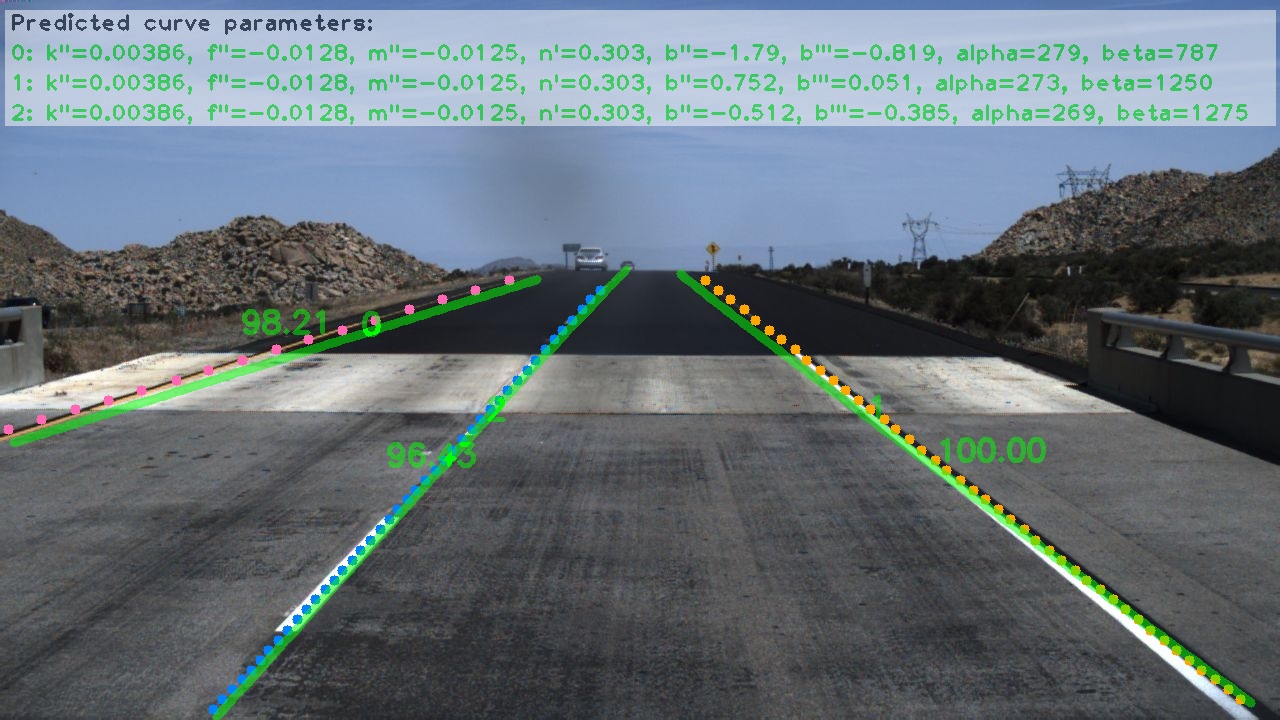 Predicted curve parameters:
0: k''=0.00386, f''=-0.0128, m''=-0.0125, n'=0.303, b''=-1.79, b'''=-0.819, alpha=279, beta=787
1: k''=0.00386, f''=-0.0128, m''=-0.0125, n'=0.303, b''=0.752, b'''=0.051, alpha=273, beta=1250
2: k''=0.00386, f''=-0.0128, m''=-0.0125, n'=0.303, b''=-0.512, b'''=-0.385, alpha=269, beta=1275
98.21 0
1
2
96.43
100.00